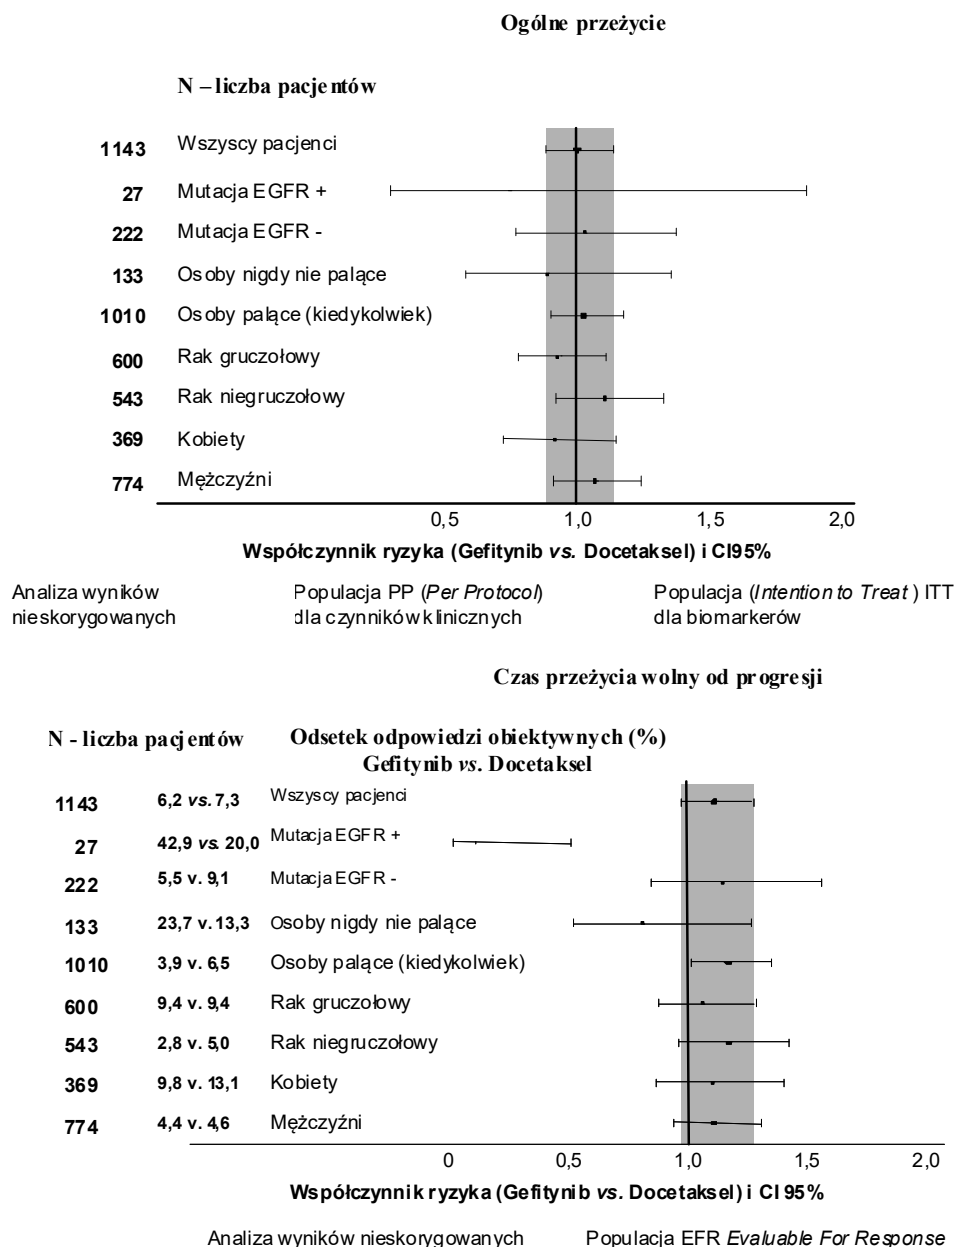 Ogólne przeżycie
N – liczba pacjentów
1143 Wszyscy pacjenci
27 Mutacja EGFR +
222 Mutacja EGFR -
133 Osoby nigdy nie palące
1010 Osoby palące (kiedykolwiek)
600 Rak gruczołowy
543 Rak niegruczołowy
369 Kobiety
774 Mężczyźni
0,5 1,0 1,5 2,0
Współczynnik ryzyka (Gefitynib vs. Docetaksel) i CI95%
Analiza wyników Populacja PP (Per Protocol) Populacja (Intention to Treat ) ITT
nieskorygowanych dla czynników klinicznych dla biomarkerów
Czas przeżycia wolny od progresji
N - liczba pacjentów Odsetek odpowiedzi obiektywnych (%)
Gefitynib vs. Docetaksel
1143 6,2 vs. 7,3 Wszyscy pacjenci
27 42,9 vs. 20,0 Mutacja EGFR +
222 5,5 v. 9,1 Mutacja EGFR -
133 23,7 v. 13,3 Osoby nigdy nie palące
1010 3,9 v. 6,5 Osoby palące (kiedykolwiek)
600 9,4 v. 9,4 Rak gruczołowy
543 2,8 v. 5,0 Rak niegruczołowy
369 9,8 v. 13,1 Kobiety
774 4,4 v. 4,6 Mężczyźni
0 0,5 1,0 1,5 2,0
Współczynnik ryzyka (Gefitynib vs. Docetaksel) i CI 95%
Analiza wyników nieskorygowanych Populacja EFR Evaluable For Response